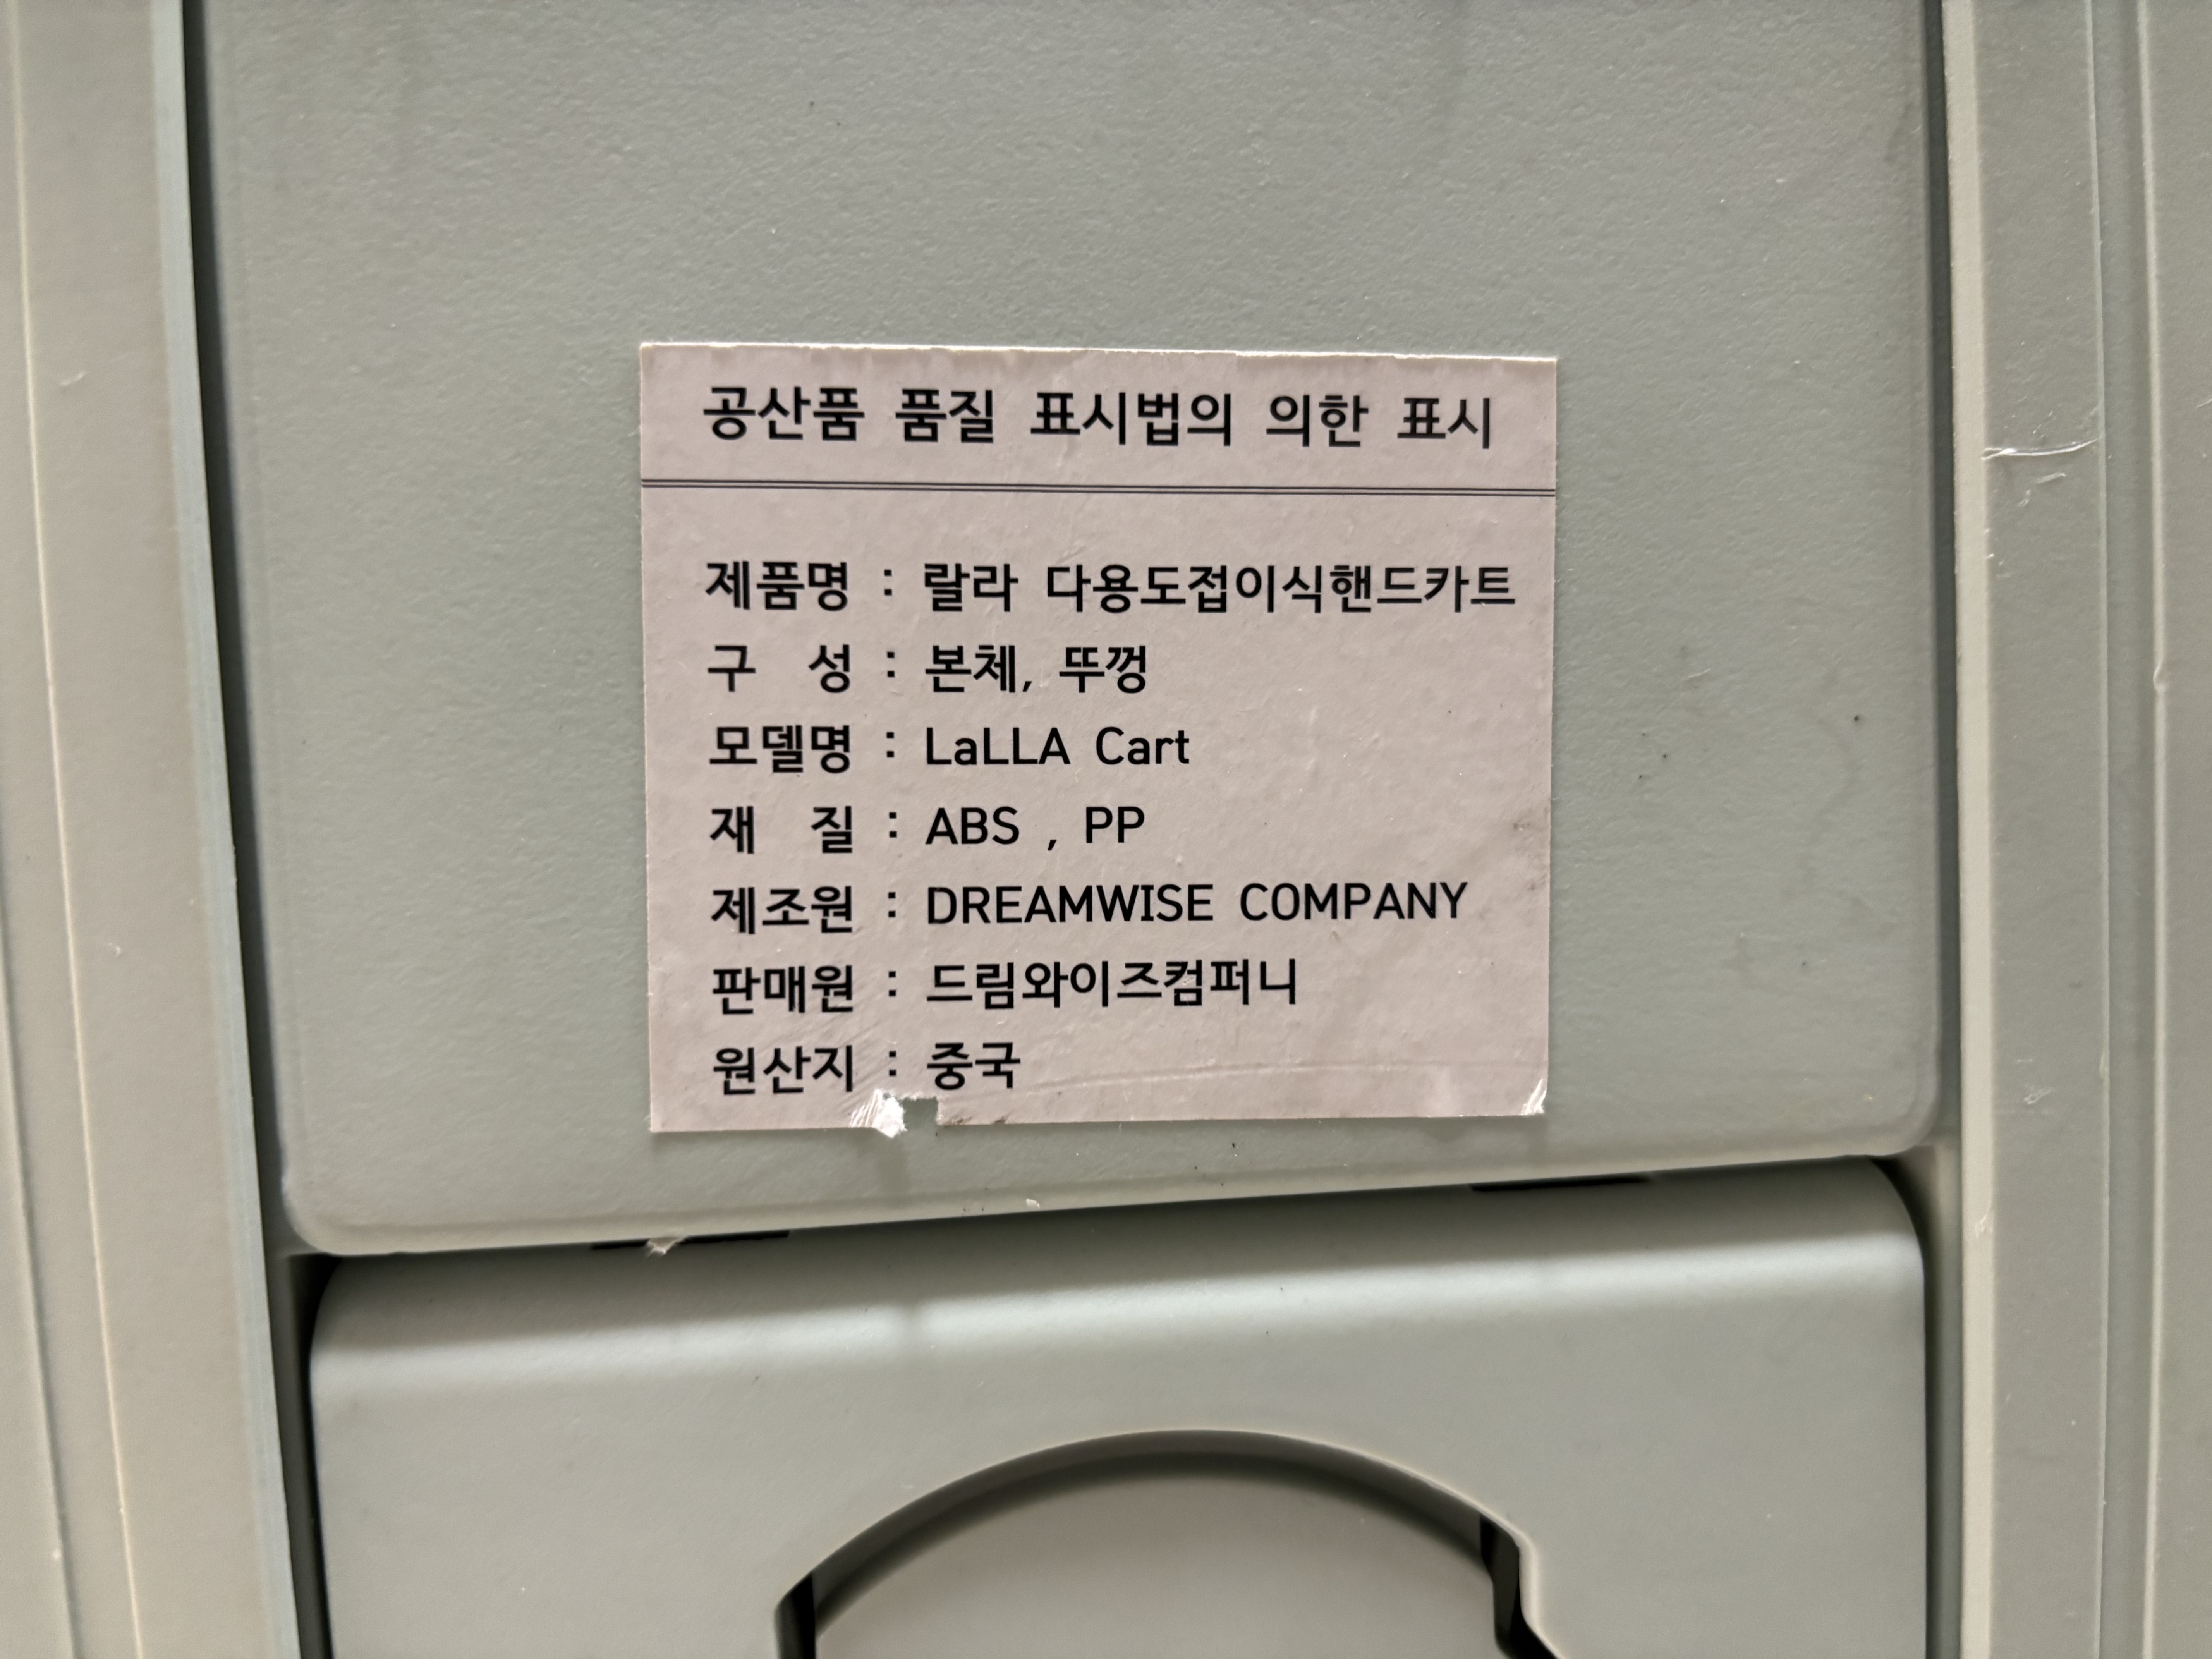 공산품 품질 표시법의 의한 표시
제품명 : 랄라 다용도접이식핸드카트
구 성 : 본체, 뚜껑
모델명 : LaLLA Cart
재 질 : ABS , PP
제조원 : DREAMWISE COMPANY
판매원 : 드림와이즈컴퍼니
원산지 : 중국